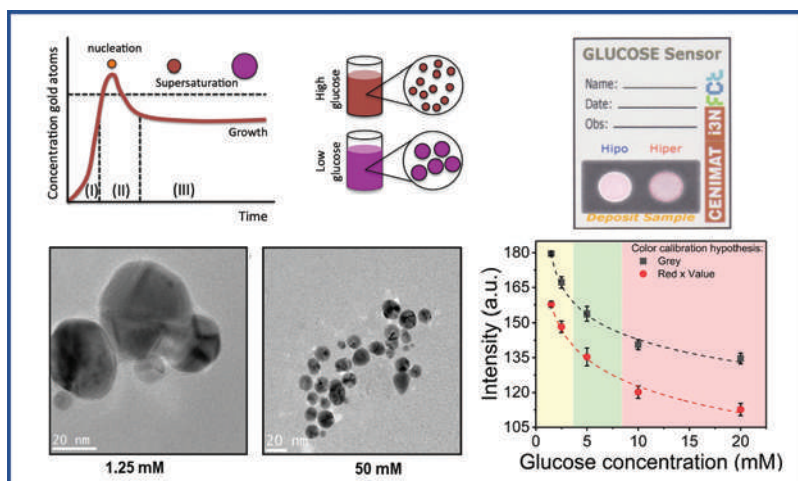 nucleation
Supersaturation
Growth
(I)
(II)
(III)
Time
Concentration gold atoms
High
glucose
Low
glucose
GLUCOSE Sensor
Name:
Date:
Obs:
Hipo Hiper
Deposit Sample
CENIMAT i3N FCt
20 nm
1.25 mM
20 nm
50 mM
Color calibration hypothesis:
Grey
Red x Value
180
165
150
135
120
105
Intensity (a.u.)
0 5 10 15 20
Glucose concentration (mM)